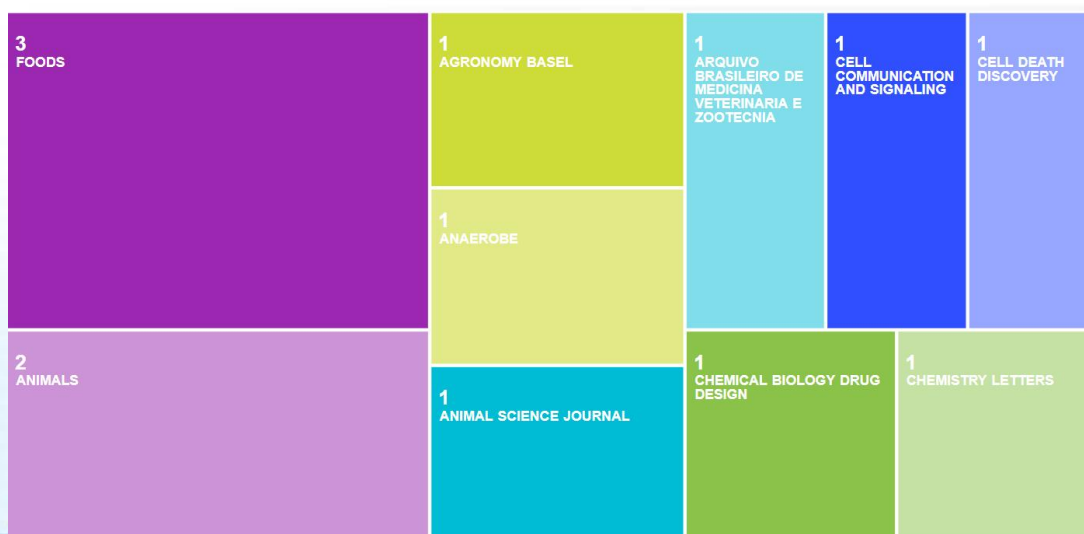 3
FOODS
2
ANIMALS
1
AGRONOMY BASEL
1
ANAEROBE
1
ANIMAL SCIENCE JOURNAL
1
ARQUIVO
BRASILEIRO DE
MEDICINA
VETERINARIA E
ZOOTECNIA
1
CELL
COMMUNICATION
AND SIGNALING
1
CELL DEATH
DISCOVERY
1
CHEMICAL BIOLOGY DRUG
DESIGN
1
CHEMISTRY LETTERS